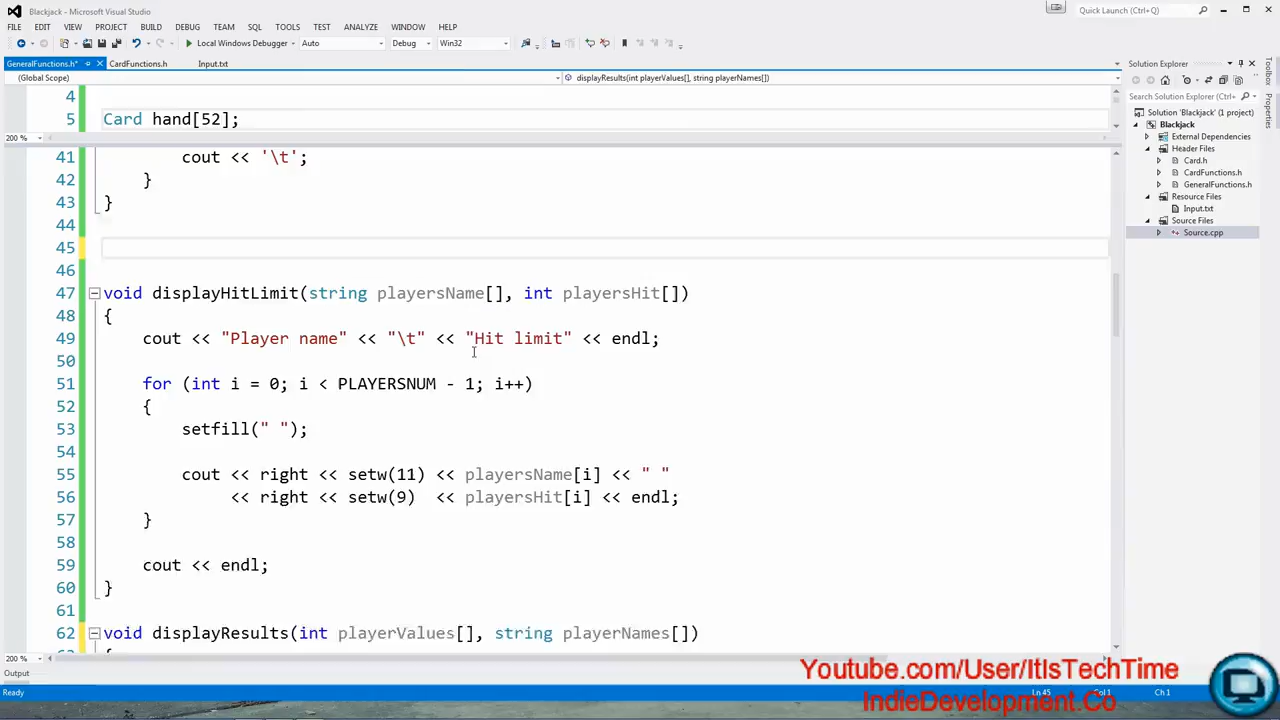 Blackjack - Microsoft Visual Studio
Quick Launch (Ctrl+Q)
FILE EDIT VIEW PROJECT BUILD DEBUG TEAM SQL TOOLS TEST ANALYZE WINDOW HELP
Local Windows Debugger Auto Debug Win32
GeneralFunctions.h* CardFunctions.h Input.txt
(Global Scope) displayResults(int playerValues[], string playerNames[])
4
5 Card hand[52];
200 %
41 cout << '\t';
42 }
43 }
44
45
46
47 void displayHitLimit(string playersName[], int playersHit[])
48 {
49 cout << "Player name" << "\t" << "Hit limit" << endl;
50
51 for (int i = 0; i < PLAYERSNUM - 1; i++)
52 {
53 setfill(" ");
54
55 cout << right << setw(11) << playersName[i] << " "
56 << right << setw(9) << playersHit[i] << endl;
57 }
58
59 cout << endl;
60 }
61
62 void displayResults(int playerValues[], string playerNames[])
200 %
Output
Ready
Ln 45 Col 1 Ch 1
Solution Explorer
Search Solution Explorer (Ctrl+
Solution 'Blackjack' (1 project)
Blackjack
External Dependencies
Header Files
Card.h
CardFunctions.h
GeneralFunctions.h
Resource Files
Input.txt
Source Files
Source.cpp
Toolbox
Properties
Youtube.com/User/ItIsTechTime
IndieDevelopment.Co